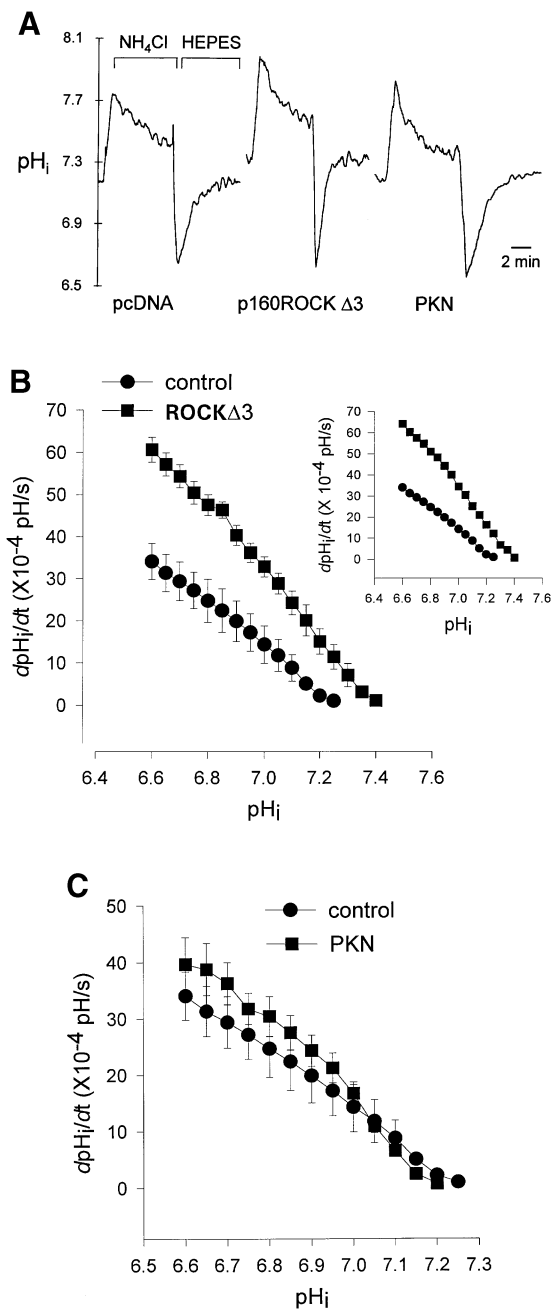 A
8.1
NH4Cl HEPES
7.7
pHi 7.3
6.9
2 min
6.5
pcDNA p160ROCK Δ3 PKN
B
control
ROCKΔ3
dpHi/dt (X10-4 pH/s)
70
60
50
40
30
20
10
0
6.4 6.6 6.8 7.0 7.2 7.4 7.6
pHi
dpHi/dt (X 10-4 pH/s)
70
60
50
40
30
20
10
0
6.4 6.6 6.8 7.0 7.2 7.4 7.6
pHi
C
control
PKN
dpHi/dt (X10-4 pH/s)
50
40
30
20
10
0
6.5 6.6 6.7 6.8 6.9 7.0 7.1 7.2 7.3
pHi